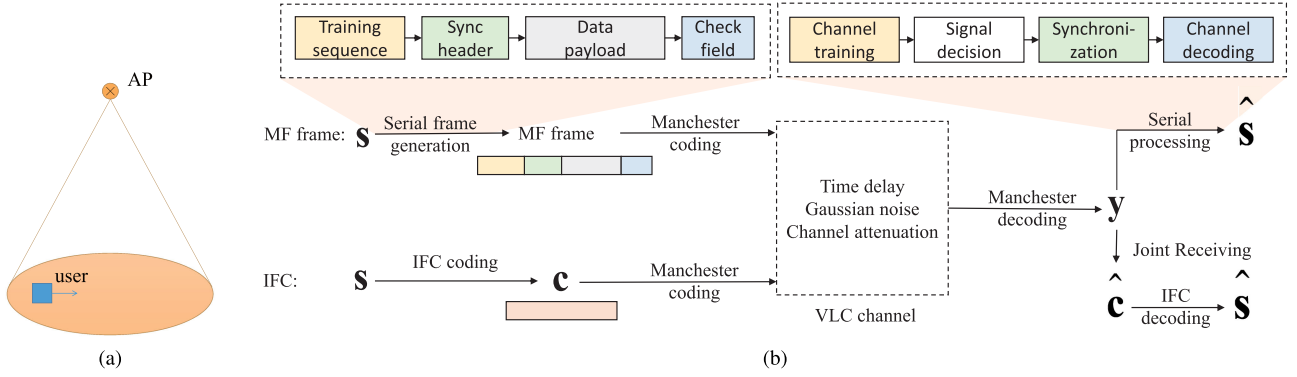 Training
sequence
Sync
header
Data
payload
Check
field
Channel
training
Signal
decision
Synchroni-
zation
Channel
decoding
AP
user
(a)
MF frame:
s
Serial frame
generation
MF frame
Manchester
coding
Time delay
Gaussian noise
Channel attenuation
VLC channel
Manchester
decoding
y
Serial
processing
ŝ
Joint Receiving
IFC:
s
IFC coding
c
Manchester
coding
ĉ
IFC
decoding
ŝ
(b)